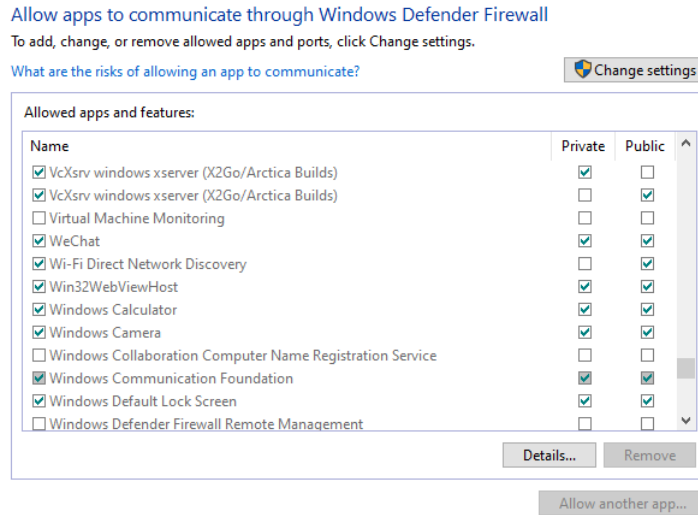 Allow apps to communicate through Windows Defender Firewall
To add, change, or remove allowed apps and ports, click Change settings.
What are the risks of allowing an app to communicate?
Change settings
Allowed apps and features:
Name Private Public
VcXsrv windows xserver (X2Go/Arctica Builds)
VcXsrv windows xserver (X2Go/Arctica Builds)
Virtual Machine Monitoring
WeChat
Wi-Fi Direct Network Discovery
Win32WebViewHost
Windows Calculator
Windows Camera
Windows Collaboration Computer Name Registration Service
Windows Communication Foundation
Windows Default Lock Screen
Windows Defender Firewall Remote Management
Details... Remove
Allow another app...